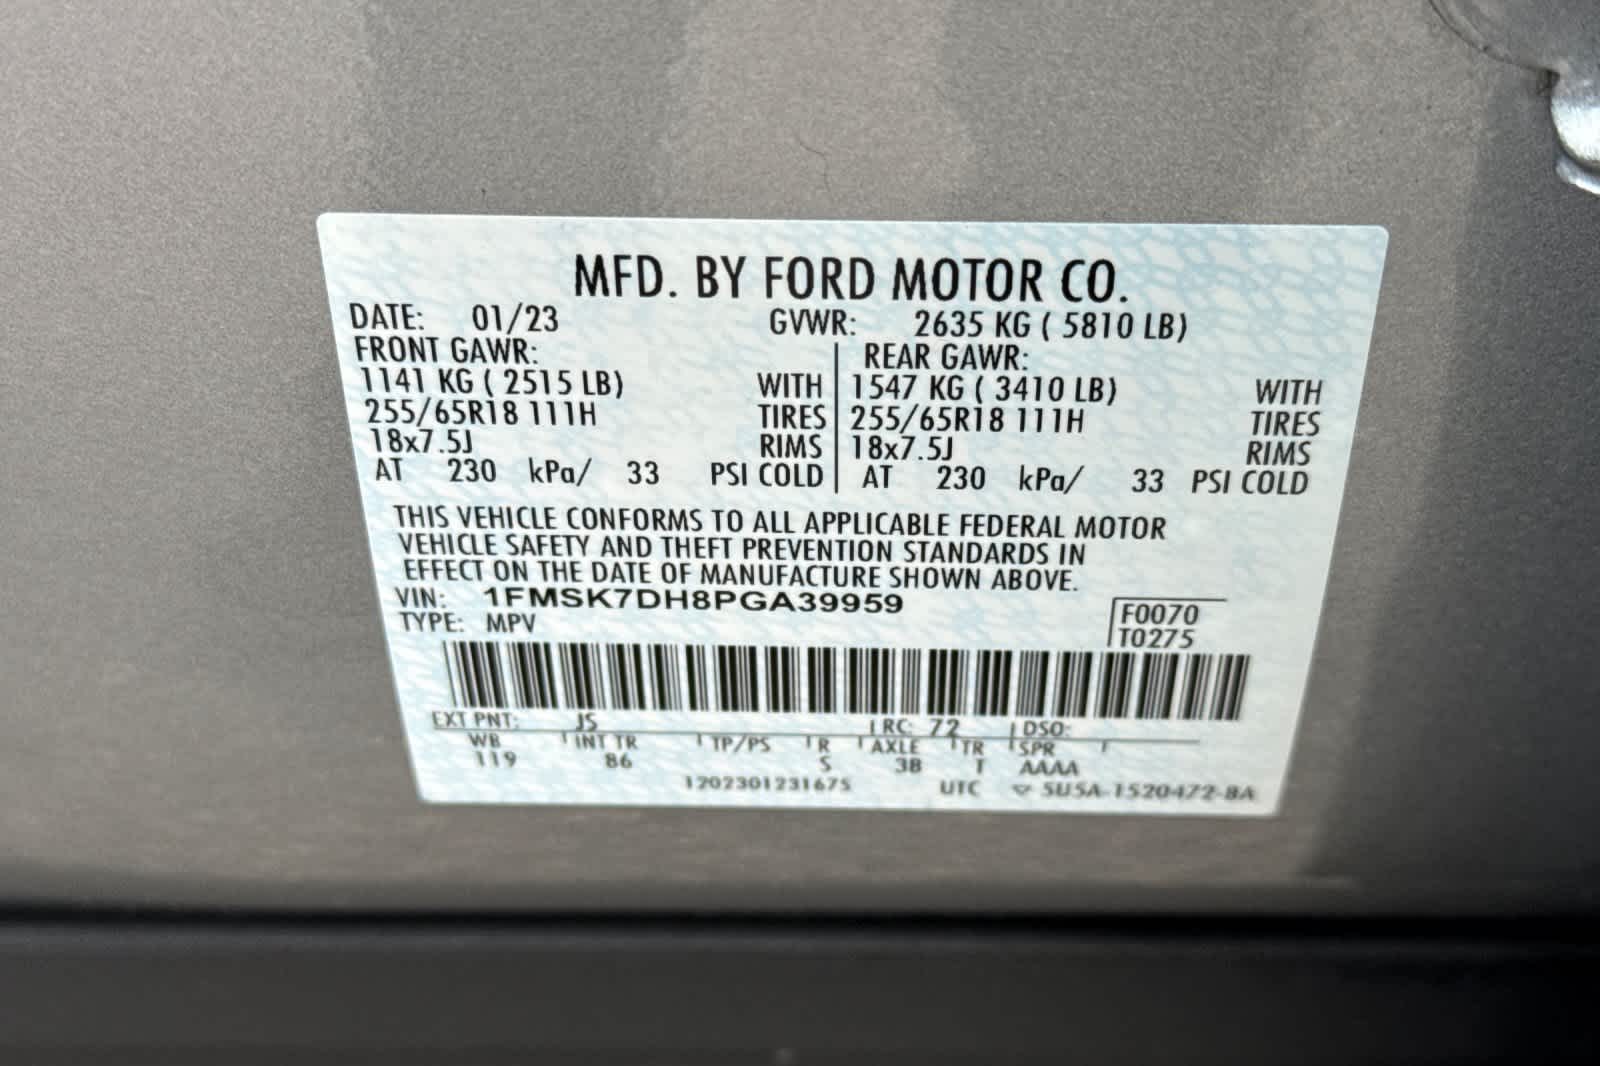 MFD. BY FORD MOTOR CO.
DATE: 01/23 GVWR: 2635 KG ( 5810 LB)
FRONT GAWR: REAR GAWR:
1141 KG ( 2515 LB) WITH 1547 KG ( 3410 LB) WITH
255/65R18 111H TIRES 255/65R18 111H TIRES
18x7.5J RIMS 18x7.5J RIMS
AT 230 kPa/ 33 PSI COLD AT 230 kPa/ 33 PSI COLD
THIS VEHICLE CONFORMS TO ALL APPLICABLE FEDERAL MOTOR
VEHICLE SAFETY AND THEFT PREVENTION STANDARDS IN
EFFECT ON THE DATE OF MANUFACTURE SHOWN ABOVE.
VIN: 1FMSK7DH8PGA39959
TYPE: MPV
F0070
T0275
EXT PNT: JS RC: 72 DSO:
WB INT TR TP/PS R AXLE TR SPR
119 86 S 3B T AAAA
1202301231675 UTC 5U5A-1520472-BA